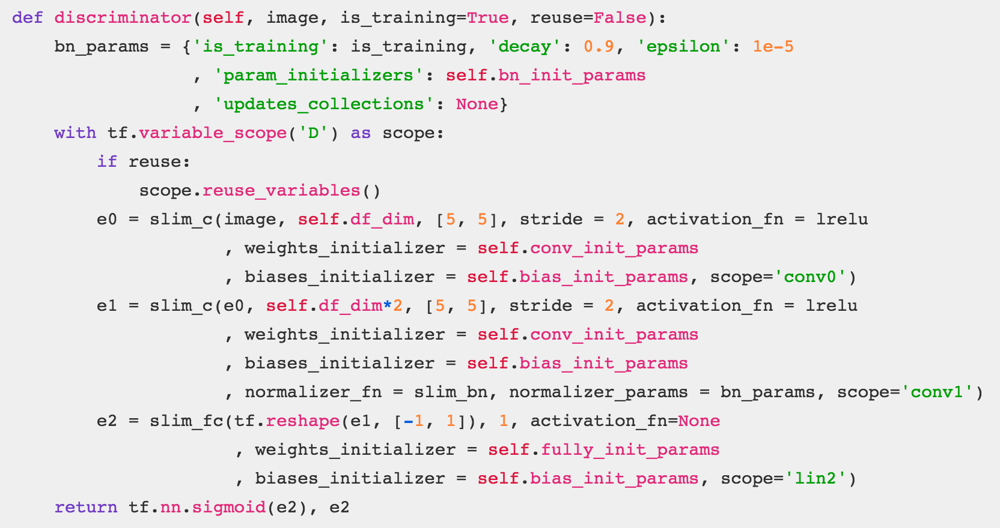 def discriminator(self, image, is_training=True, reuse=False):
    bn_params = {'is_training': is_training, 'decay': 0.9, 'epsilon': 1e-5
                 , 'param_initializers': self.bn_init_params
                 , 'updates_collections': None}
    with tf.variable_scope('D') as scope:
        if reuse:
            scope.reuse_variables()
        e0 = slim_c(image, self.df_dim, [5, 5], stride = 2, activation_fn = lrelu
                    , weights_initializer = self.conv_init_params
                    , biases_initializer = self.bias_init_params, scope='conv0')
        e1 = slim_c(e0, self.df_dim*2, [5, 5], stride = 2, activation_fn = lrelu
                    , weights_initializer = self.conv_init_params
                    , biases_initializer = self.bias_init_params
                    , normalizer_fn = slim_bn, normalizer_params = bn_params, scope='conv1')
        e2 = slim_fc(tf.reshape(e1, [-1, 1]), 1, activation_fn=None
                     , weights_initializer = self.fully_init_params
                     , biases_initializer = self.bias_init_params, scope='lin2')
    return tf.nn.sigmoid(e2), e2